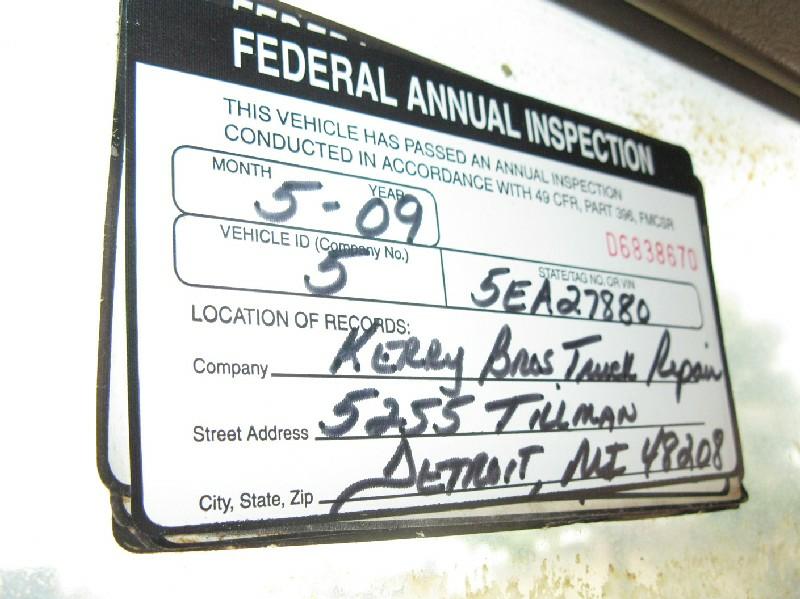 FEDERAL ANNUAL INSPECTION
THIS VEHICLE HAS PASSED AN ANNUAL INSPECTION
CONDUCTED IN ACCORDANCE WITH 49 CFR, PART 396, FMCSR
MONTH YEAR
5-09
D6838670
VEHICLE ID (Company No.)
5
STATE/TAG NO. OR VIN
5EA27880
LOCATION OF RECORDS:
Company Kerry Bros. Truck Repair
Street Address 5255 TILLMAN
City, State, Zip DETROIT, MI 48208